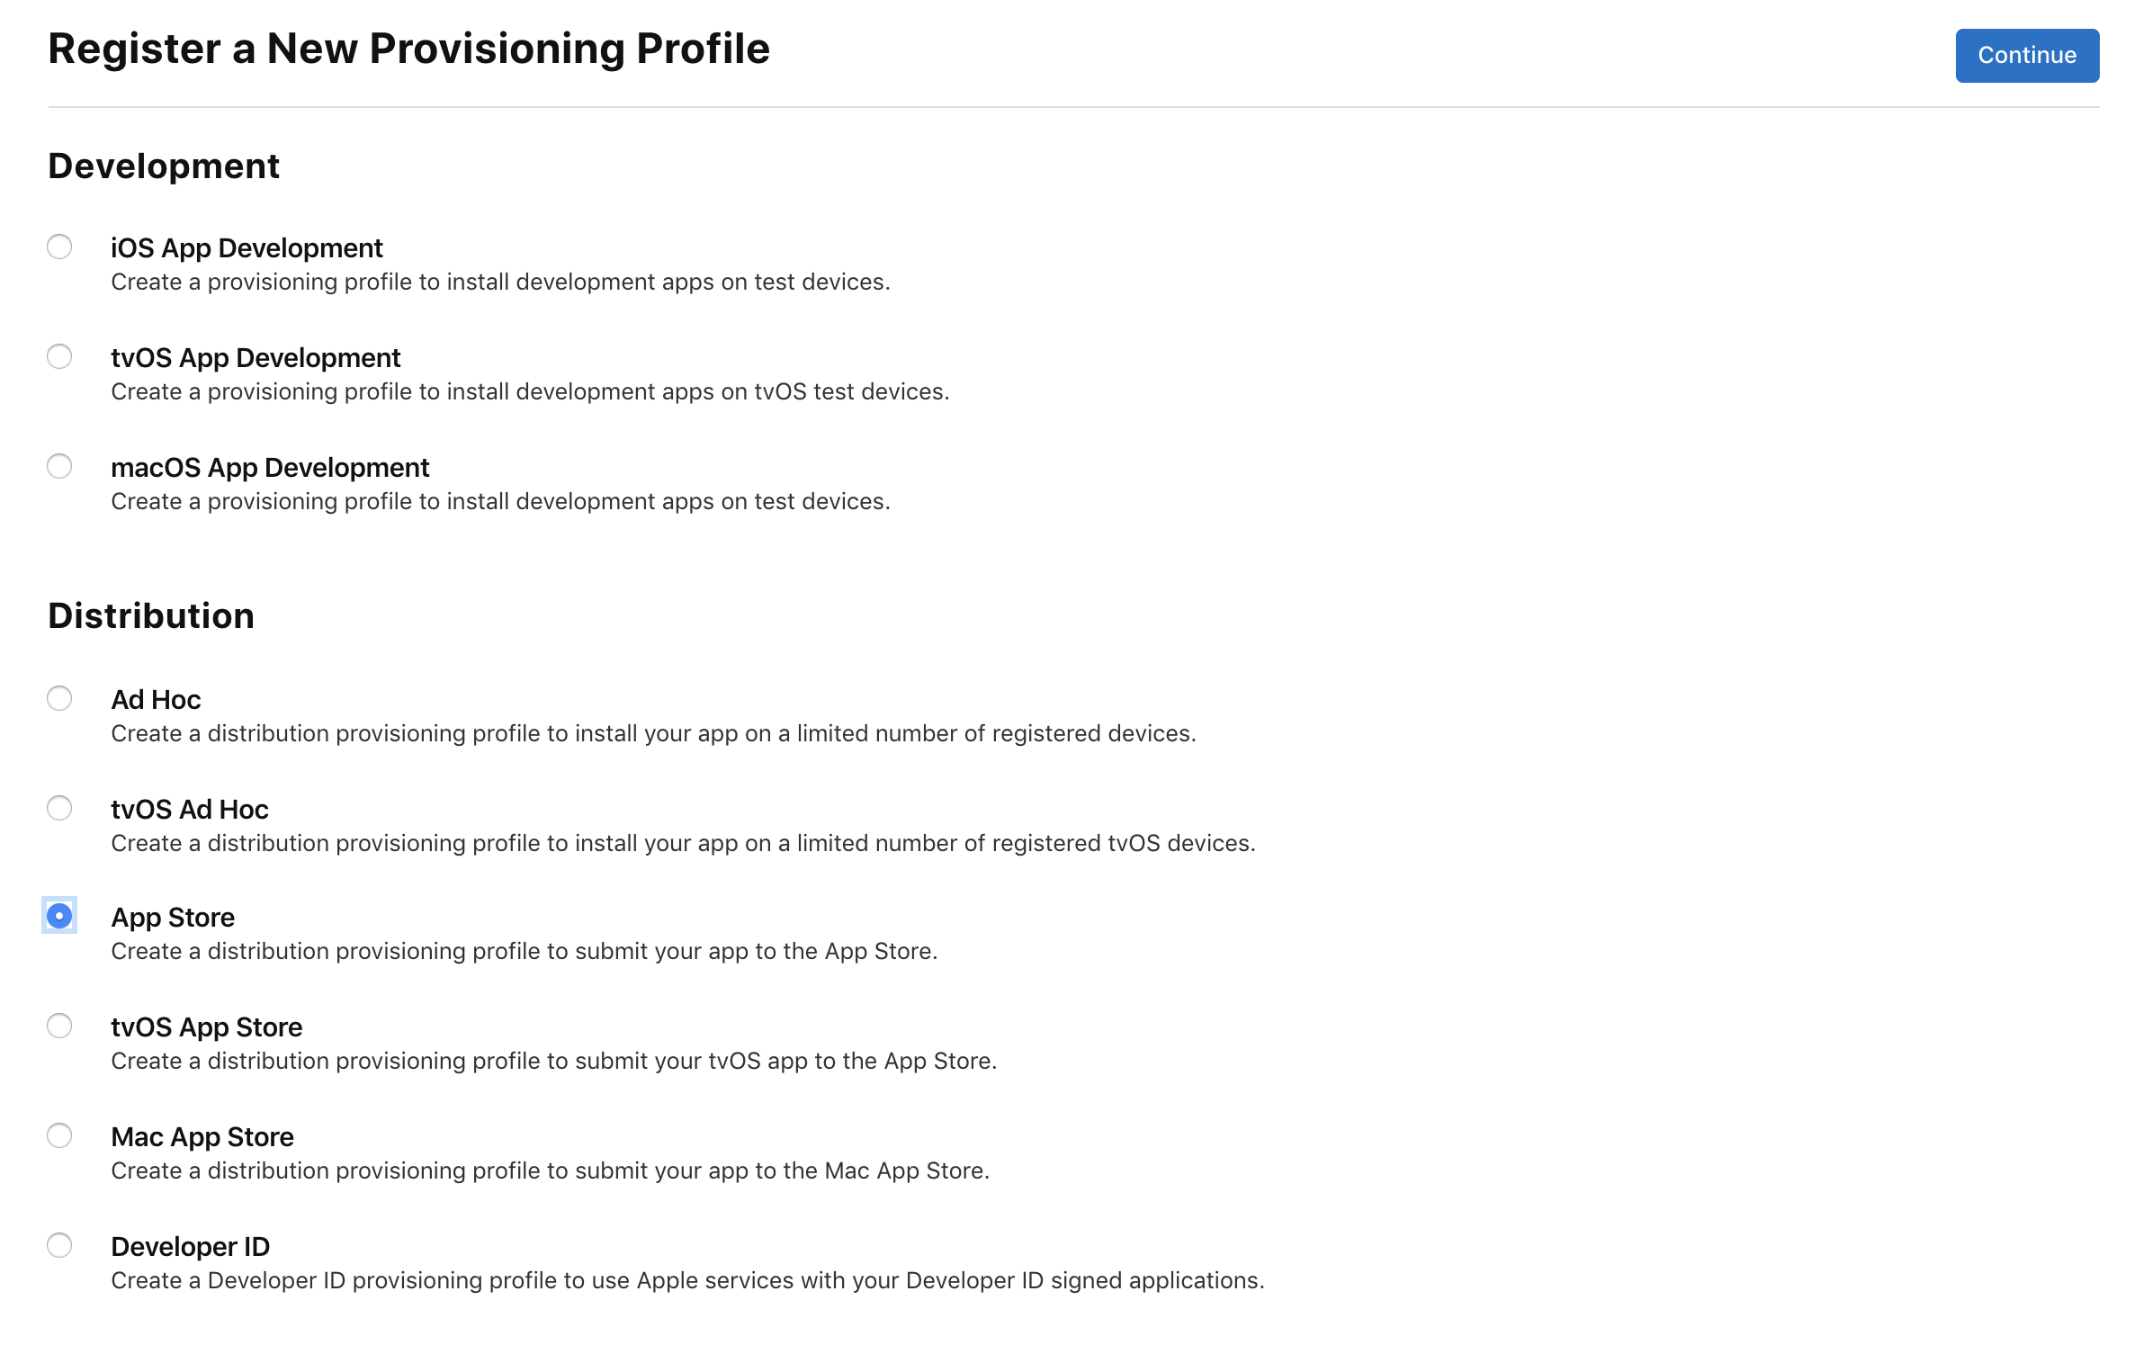 Register a New Provisioning Profile
Continue
Development
iOS App Development
Create a provisioning profile to install development apps on test devices.
tvOS App Development
Create a provisioning profile to install development apps on tvOS test devices.
macOS App Development
Create a provisioning profile to install development apps on test devices.
Distribution
Ad Hoc
Create a distribution provisioning profile to install your app on a limited number of registered devices.
tvOS Ad Hoc
Create a distribution provisioning profile to install your app on a limited number of registered tvOS devices.
App Store
Create a distribution provisioning profile to submit your app to the App Store.
tvOS App Store
Create a distribution provisioning profile to submit your tvOS app to the App Store.
Mac App Store
Create a distribution provisioning profile to submit your app to the Mac App Store.
Developer ID
Create a Developer ID provisioning profile to use Apple services with your Developer ID signed applications.